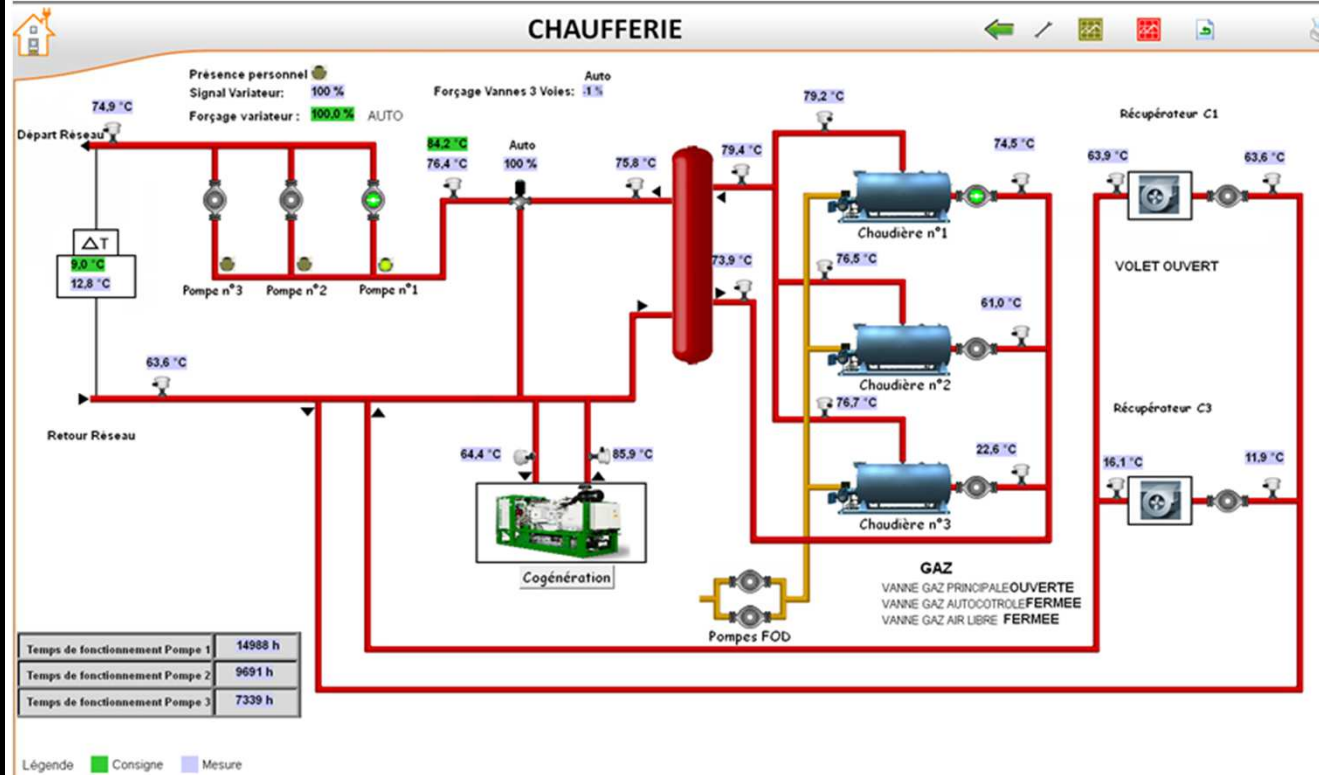 CHAUFFERIE
Présence personnel
Signal Variateur: 100 %
Forçage variateur : 100,0 % AUTO
Forçage Vannes 3 Voies: -1 %
Auto
74,9 °C
Départ Réseau
84,2 °C
76,4 °C
Auto
100 %
75,8 °C
79,4 °C
79,2 °C
74,5 °C
Récupérateur C1
63,9 °C
63,6 °C
Chaudière n°1
VOLET OUVERT
ΔT
9,0 °C
12,8 °C
Pompe n°3
Pompe n°2
Pompe n°1
73,9 °C
76,5 °C
61,0 °C
Chaudière n°2
63,6 °C
Retour Réseau
76,7 °C
22,6 °C
Chaudière n°3
Récupérateur C3
16,1 °C
11,9 °C
64,4 °C
85,9 °C
Cogénération
Pompes FOD
GAZ
VANNE GAZ PRINCIPALE OUVERTE
VANNE GAZ AUTOCOTROLE FERMEE
VANNE GAZ AIR LIBRE FERMEE
Temps de fonctionnement Pompe 1 14988 h
Temps de fonctionnement Pompe 2 9691 h
Temps de fonctionnement Pompe 3 7339 h
Légende Consigne Mesure